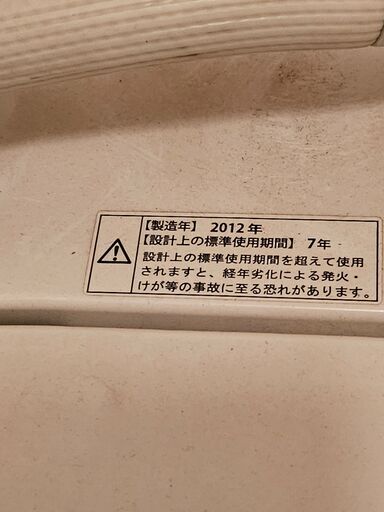 【製造年】 2012年
【設計上の標準使用期間】 7年
設計上の標準使用期間を超えて使用
されますと、経年劣化による発火・
けが等の事故に至る恐れがあります。